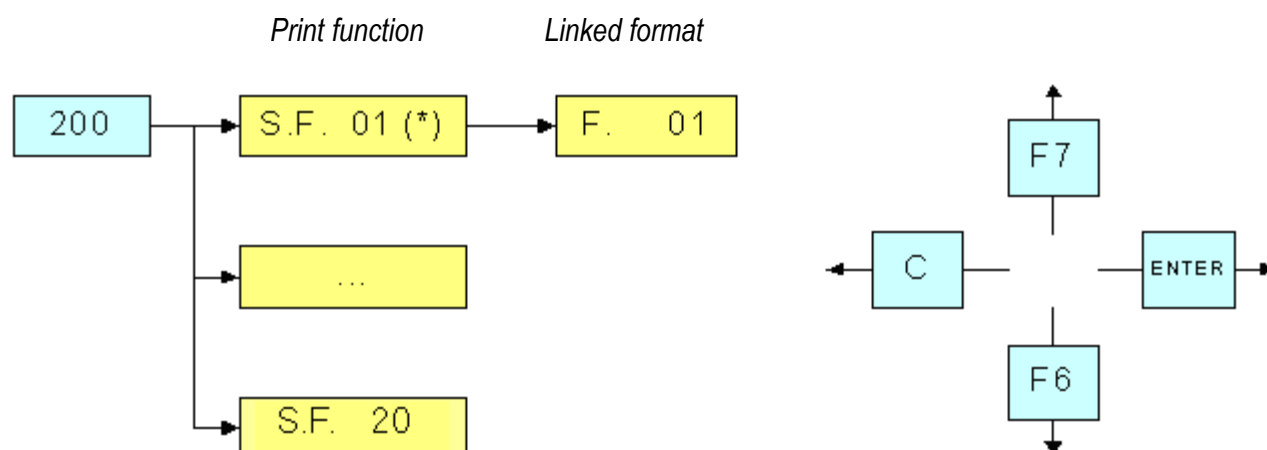 Print function Linked format
200 S.F. 01 (*) F. 01
F7
... C ENTER
F6
S.F. 20